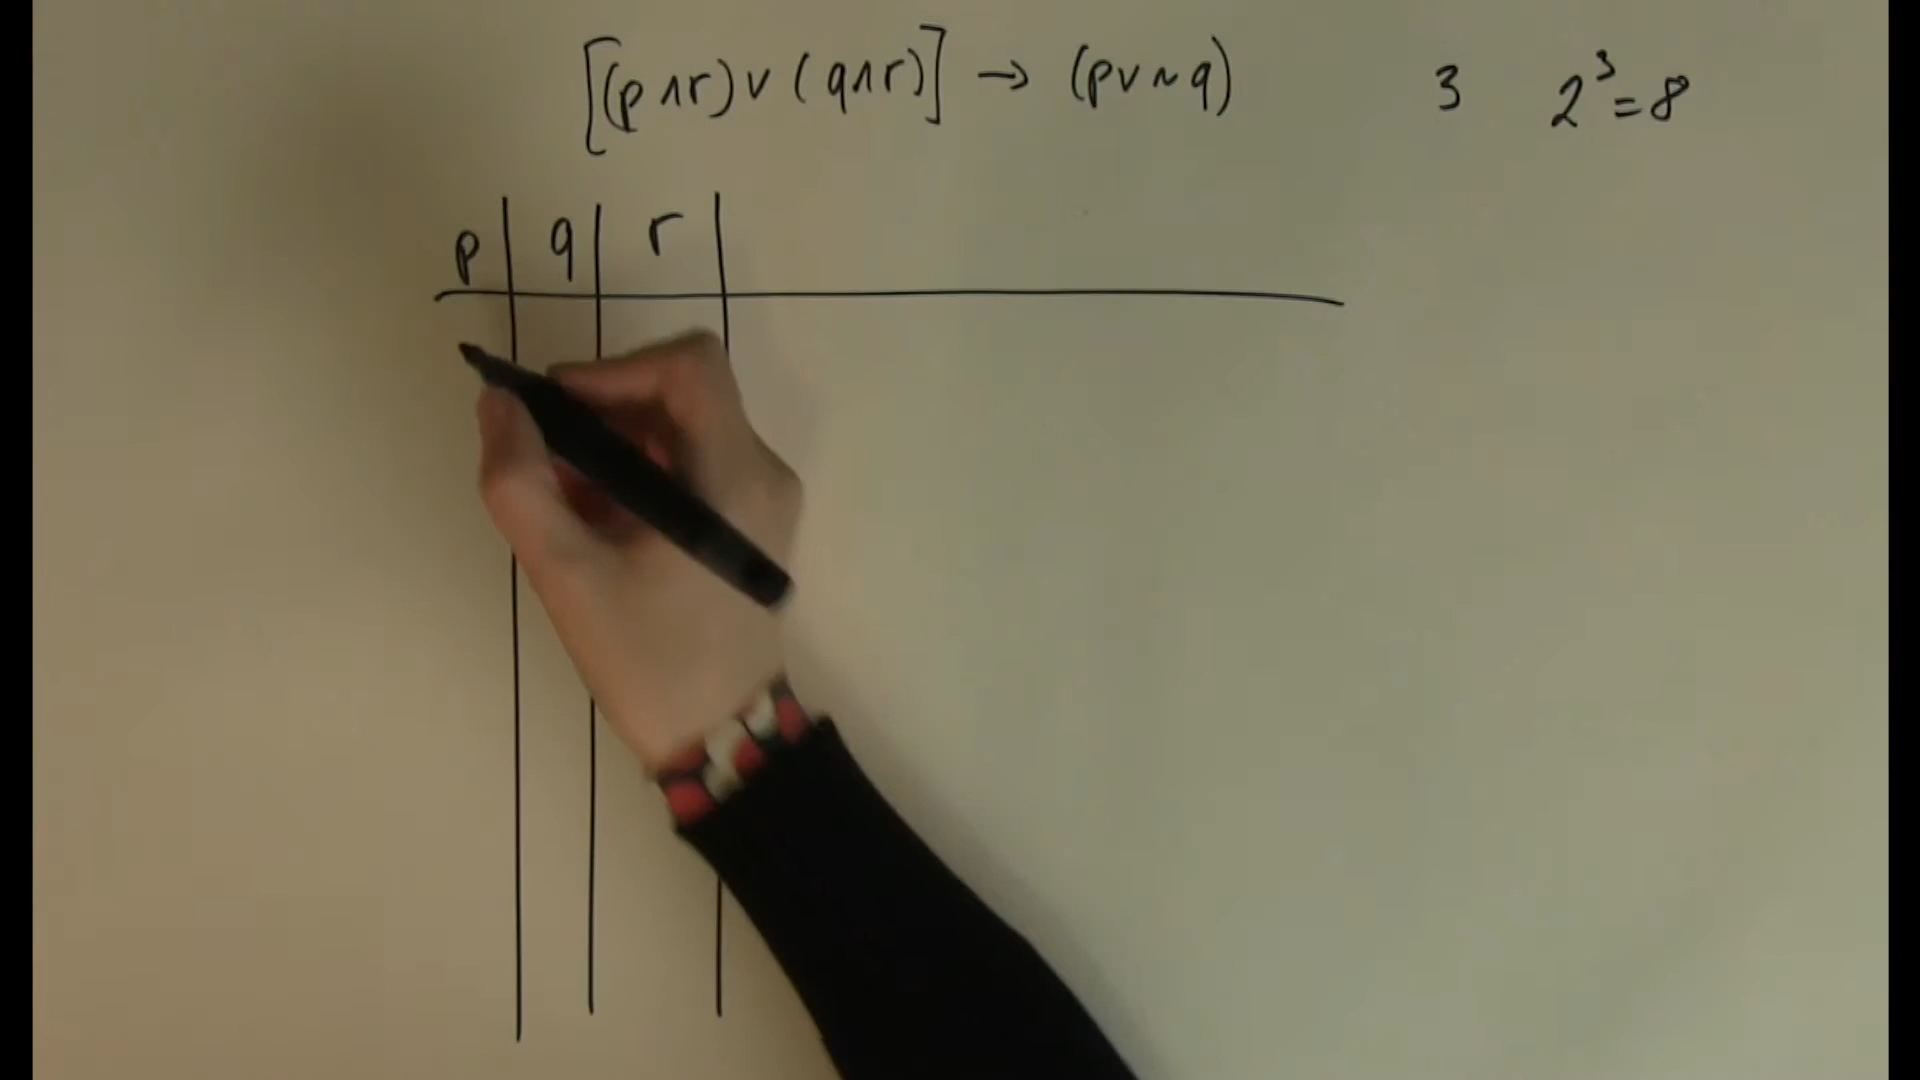 [(p ∧ r) ∨ (q ∧ r)] → (p ∨ ~q) 3 2³=8
p q r